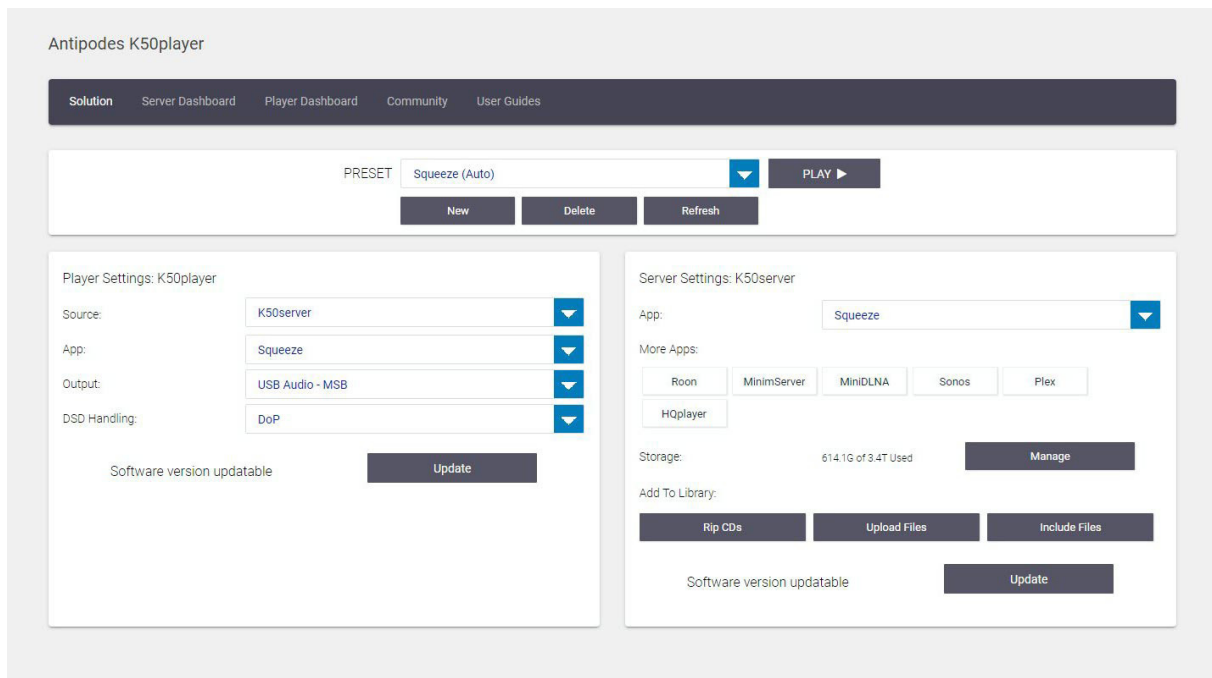 Antipodes K50player
Solution Server Dashboard Player Dashboard Community User Guides
PRESET Squeeze (Auto) PLAY ▶
New Delete Refresh
Player Settings: K50player
Source: K50server
App: Squeeze
Output: USB Audio - MSB
DSD Handling: DoP
Software version updatable Update
Server Settings: K50server
App: Squeeze
More Apps:
Roon MinimServer MiniDLNA Sonos Plex
HQplayer
Storage: 614.1G of 3.4T Used Manage
Add To Library:
Rip CDs Upload Files Include Files
Software version updatable Update